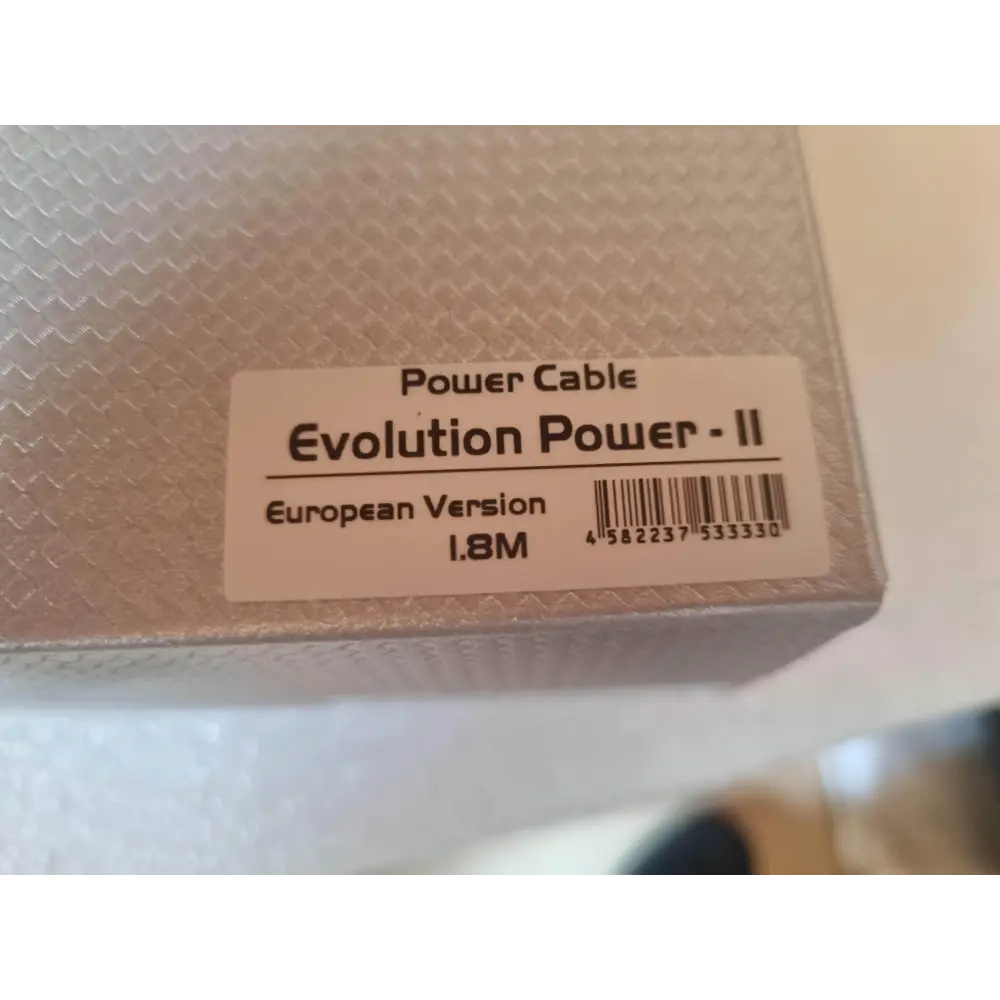 Power Cable
Evolution Power - II
European Version
1.8M
4 582237 533330